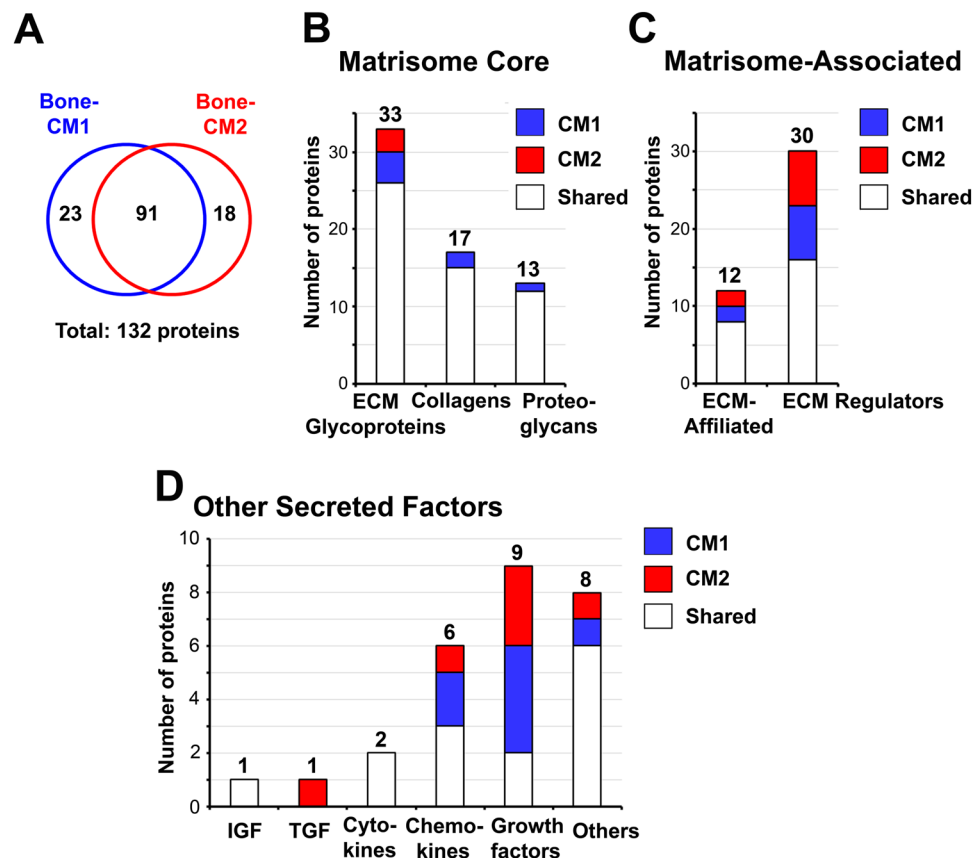 A
Bone-
CM1
Bone-
CM2
23
91
18
Total: 132 proteins
B
Matrisome Core
Number of proteins
30
20
10
0
33
17
13
CM1
CM2
Shared
ECM
Glycoproteins
Collagens
Proteo-
glycans
C
Matrisome-Associated
Number of proteins
30
20
10
0
12
30
CM1
CM2
Shared
ECM-
Affiliated
ECM Regulators
D
Other Secreted Factors
Number of proteins
10
8
6
4
2
0
1
1
2
6
9
8
CM1
CM2
Shared
IGF
TGF
Cyto-
kines
Chemo-
kines
Growth
factors
Others